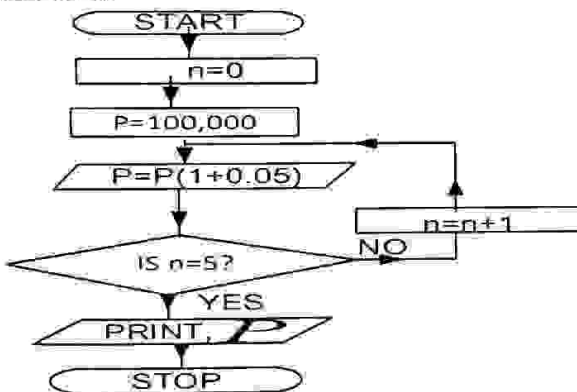 START
n=0
P=100,000
P=P(1+0.05)
n=n+1
IS n=5?
NO
YES
PRINT, P
STOP